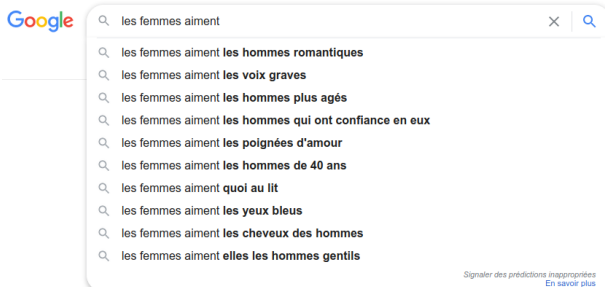 Google
les femmes aiment
les femmes aiment les hommes romantiques
les femmes aiment les voix graves
les femmes aiment les hommes plus agés
les femmes aiment les hommes qui ont confiance en eux
les femmes aiment les poignées d'amour
les femmes aiment les hommes de 40 ans
les femmes aiment quoi au lit
les femmes aiment les yeux bleus
les femmes aiment les cheveux des hommes
les femmes aiment elles les hommes gentils
Signaler des prédictions inappropriées
En savoir plus